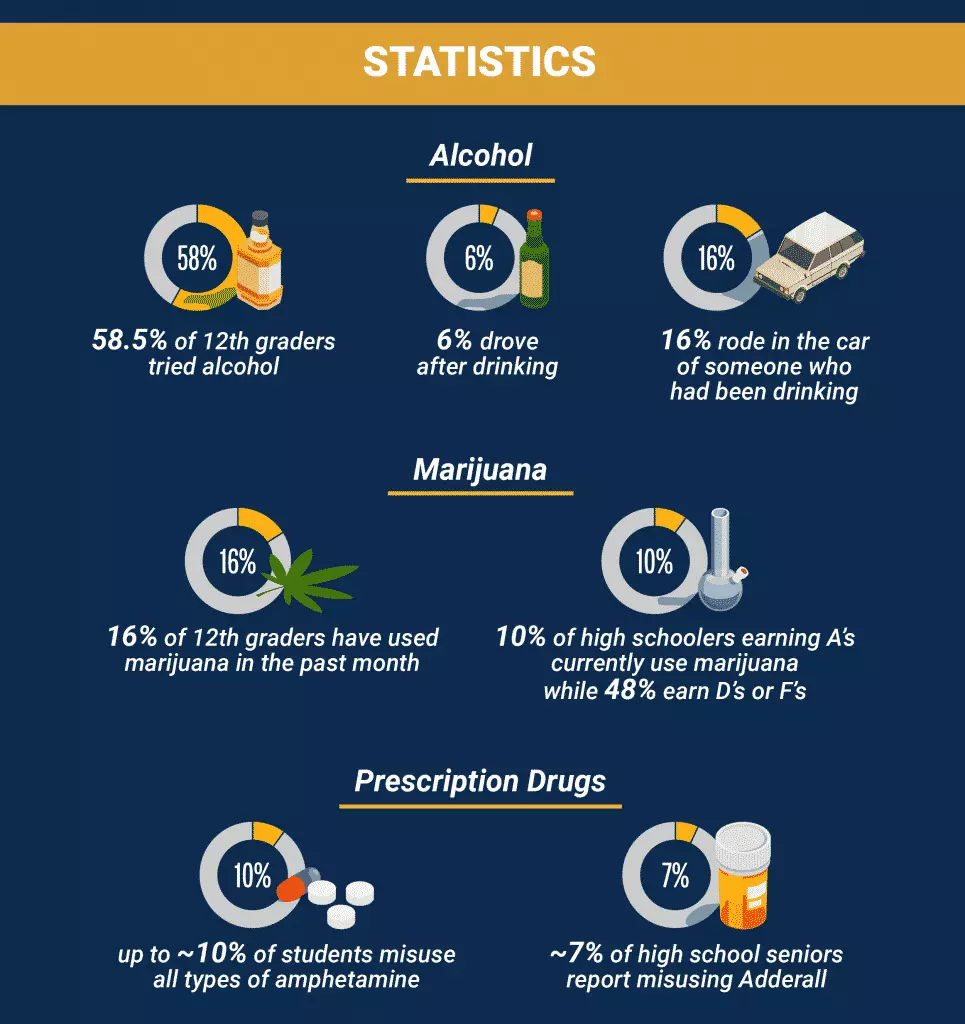 STATISTICS
Alcohol
58%
58.5% of 12th graders
tried alcohol
6%
6% drove
after drinking
16%
16% rode in the car
of someone who
had been drinking
Marijuana
16%
16% of 12th graders have used
marijuana in the past month
10%
10% of high schoolers earning A's
currently use marijuana
while 48% earn D's or F's
Prescription Drugs
10%
up to ~10% of students misuse
all types of amphetamine
7%
~7% of high school seniors
report misusing Adderall